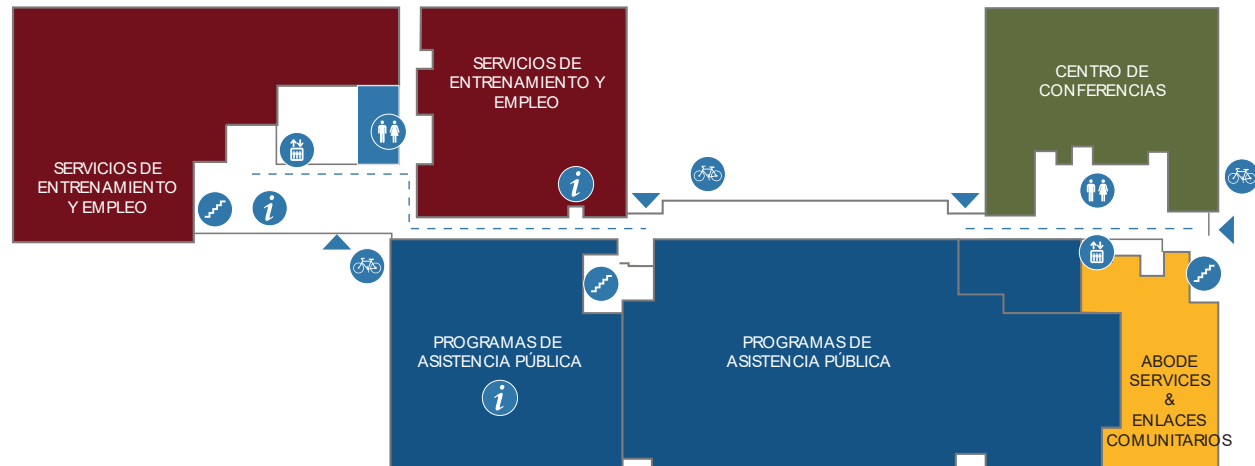 SERVICIOS DE
ENTRENAMIENTO
Y EMPLEO
SERVICIOS DE
ENTRENAMIENTO Y
EMPLEO
CENTRO DE
CONFERENCIAS
PROGRAMAS DE
ASISTENCIA PÚBLICA
PROGRAMAS DE
ASISTENCIA PÚBLICA
ABODE
SERVICES
&
ENLACES
COMUNITARIOS